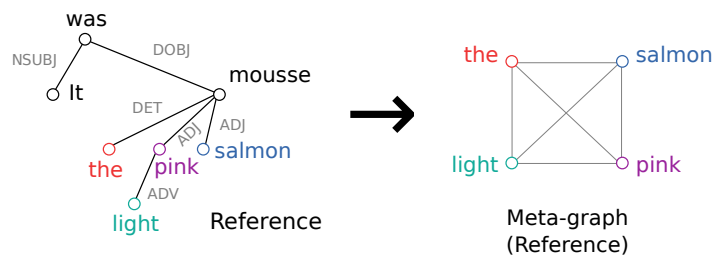 was
NSUBJ
DOBJ
It
mousse
DET
ADJ
ADJ
the
pink
salmon
ADV
light
Reference
the
salmon
light
pink
Meta-graph
(Reference)